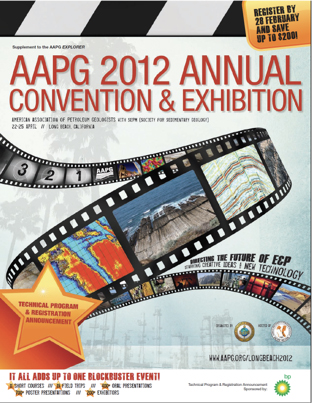 REGISTER BY
28 FEBRUARY
AND SAVE
UP TO $200!
Supplement to the AAPG EXPLORER
AAPG 2012 ANNUAL
CONVENTION & EXHIBITION
AMERICAN ASSOCIATION OF PETROLEUM GEOLOGISTS WITH SEPM (SOCIETY FOR SEDIMENTARY GEOLOGY)
22-25 APRIL // LONG BEACH, CALIFORNIA
3 2 1 AAPG
DIRECTING THE FUTURE OF E&P
STARRING CREATIVE IDEAS & NEW TECHNOLOGY
TECHNICAL PROGRAM
& REGISTRATION
ANNOUNCEMENT
WWW.AAPG.ORG/LONGBEACH2012
IT ALL ADDS UP TO ONE BLOCKBUSTER EVENT!
SHORT COURSES // FIELD TRIPS // ORAL PRESENTATIONS
POSTER PRESENTATIONS // EXHIBITORS
Technical Program & Registration Announcement
Sponsored by:
bp